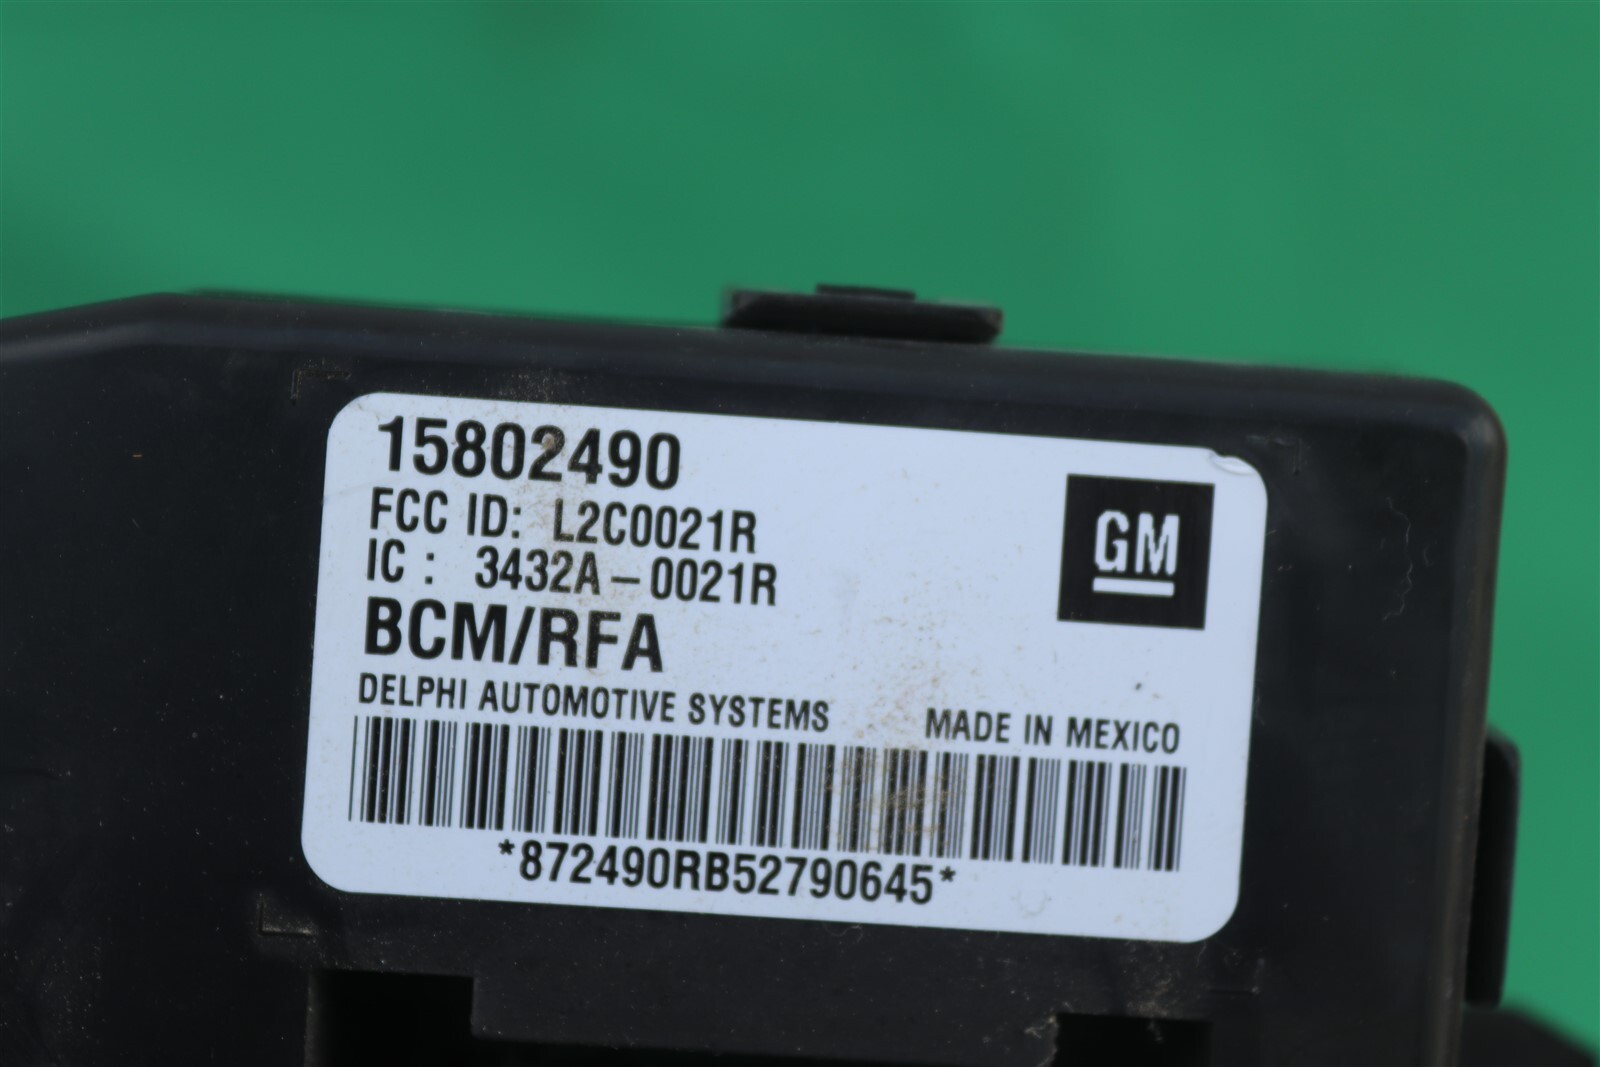 15802490
FCC ID: L2C0021R
IC : 3432A-0021R
BCM/RFA
GM
DELPHI AUTOMOTIVE SYSTEMS MADE IN MEXICO
*872490RB52790645*